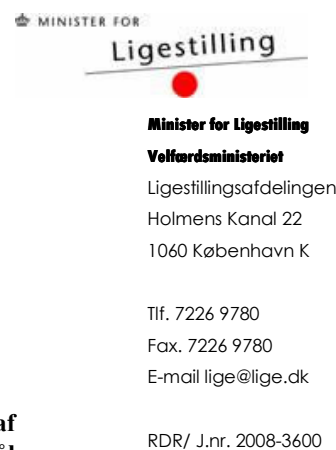 MINISTER FOR
Ligestilling
Minister for Ligestilling
Velfærdsministeriet
Ligestillingsafdelingen
Holmens Kanal 22
1060 København K
Tlf. 7226 9780
Fax. 7226 9780
E-mail lige@lige.dk
af
RDR/ J.nr. 2008-3600